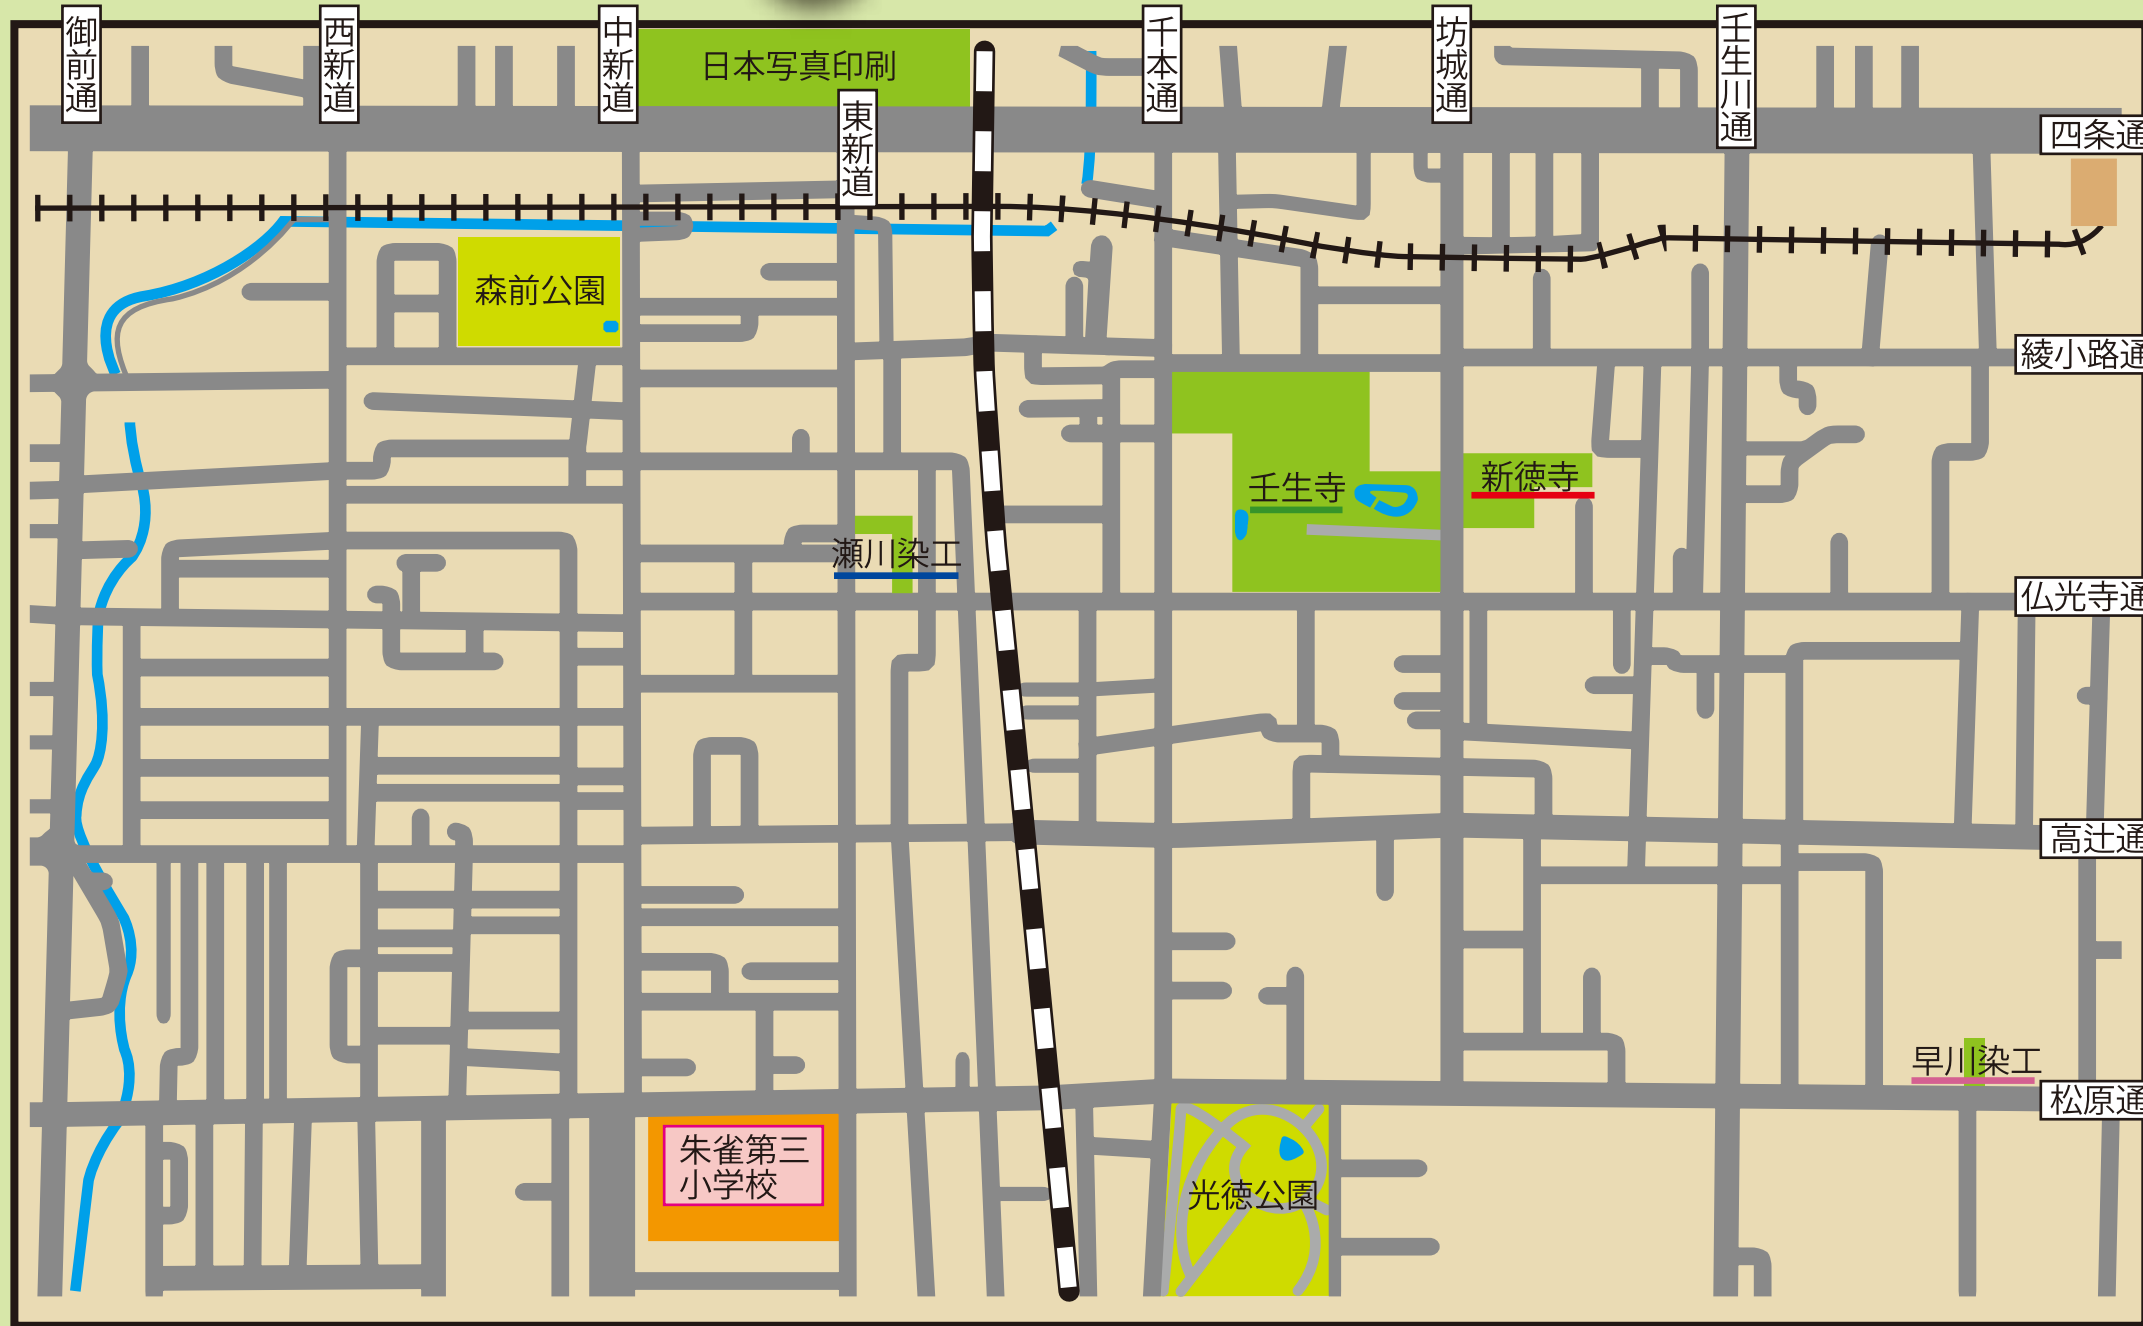 御前通
西新道
中新道
日本写真印刷
東新道
千本通
坊城通
壬生川通
四条通
森前公園
綾小路通
壬生寺
新徳寺
瀬川染工
仏光寺通
高辻通
早川染工
松原通
朱雀第三
小学校
光徳公園